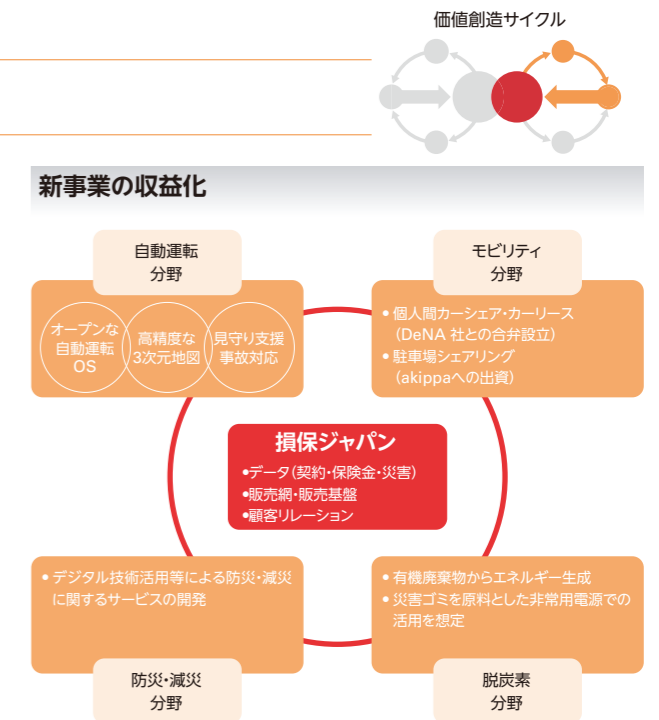 価値創造サイクル
新事業の収益化
自動運転
分野
オープンな
自動運転
OS
高精度な
3次元地図
見守り支援
事故対応
モビリティ
分野
• 個人間カーシェア・カーリース
(DeNA 社との合弁設立)
• 駐車場シェアリング
(akippaへの出資)
損保ジャパン
•データ(契約・保険金・災害)
•販売網・販売基盤
•顧客リレーション
• デジタル技術活用等による防災・減災
に関するサービスの開発
防災・減災
分野
• 有機廃棄物からエネルギー生成
• 災害ゴミを原料とした非常用電源での
活用を想定
脱炭素
分野